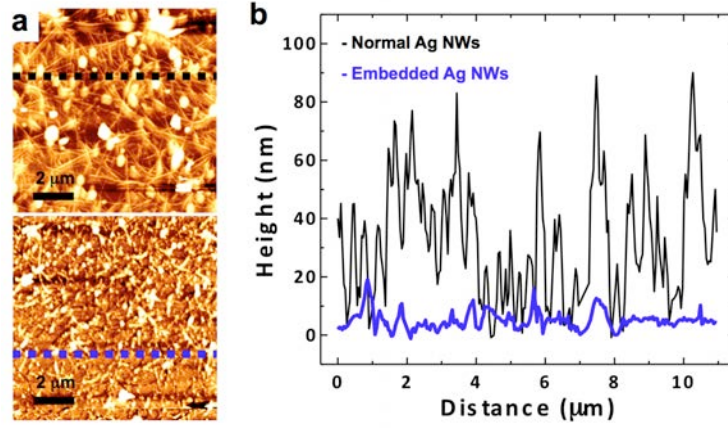 a
2 μm
2 μm
b
- Normal Ag NWs
- Embedded Ag NWs
Height (nm)
100
80
60
40
20
0
0 2 4 6 8 10
Distance (μm)